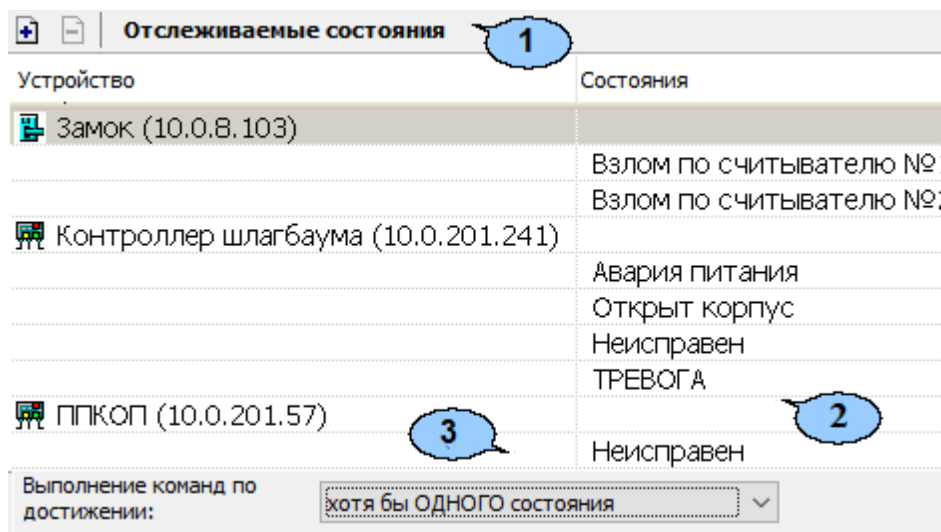 Отслеживаемые состояния
1
Устройство Состояния
Замок (10.0.8.103)
Взлом по считывателю №
Взлом по считывателю №
Контроллер шлагбаума (10.0.201.241)
Авария питания
Открыт корпус
Неисправен
ТРЕВОГА
2
ППКОП (10.0.201.57)
3
Неисправен
Выполнение команд по
достижении:
хотя бы ОДНОГО состояния